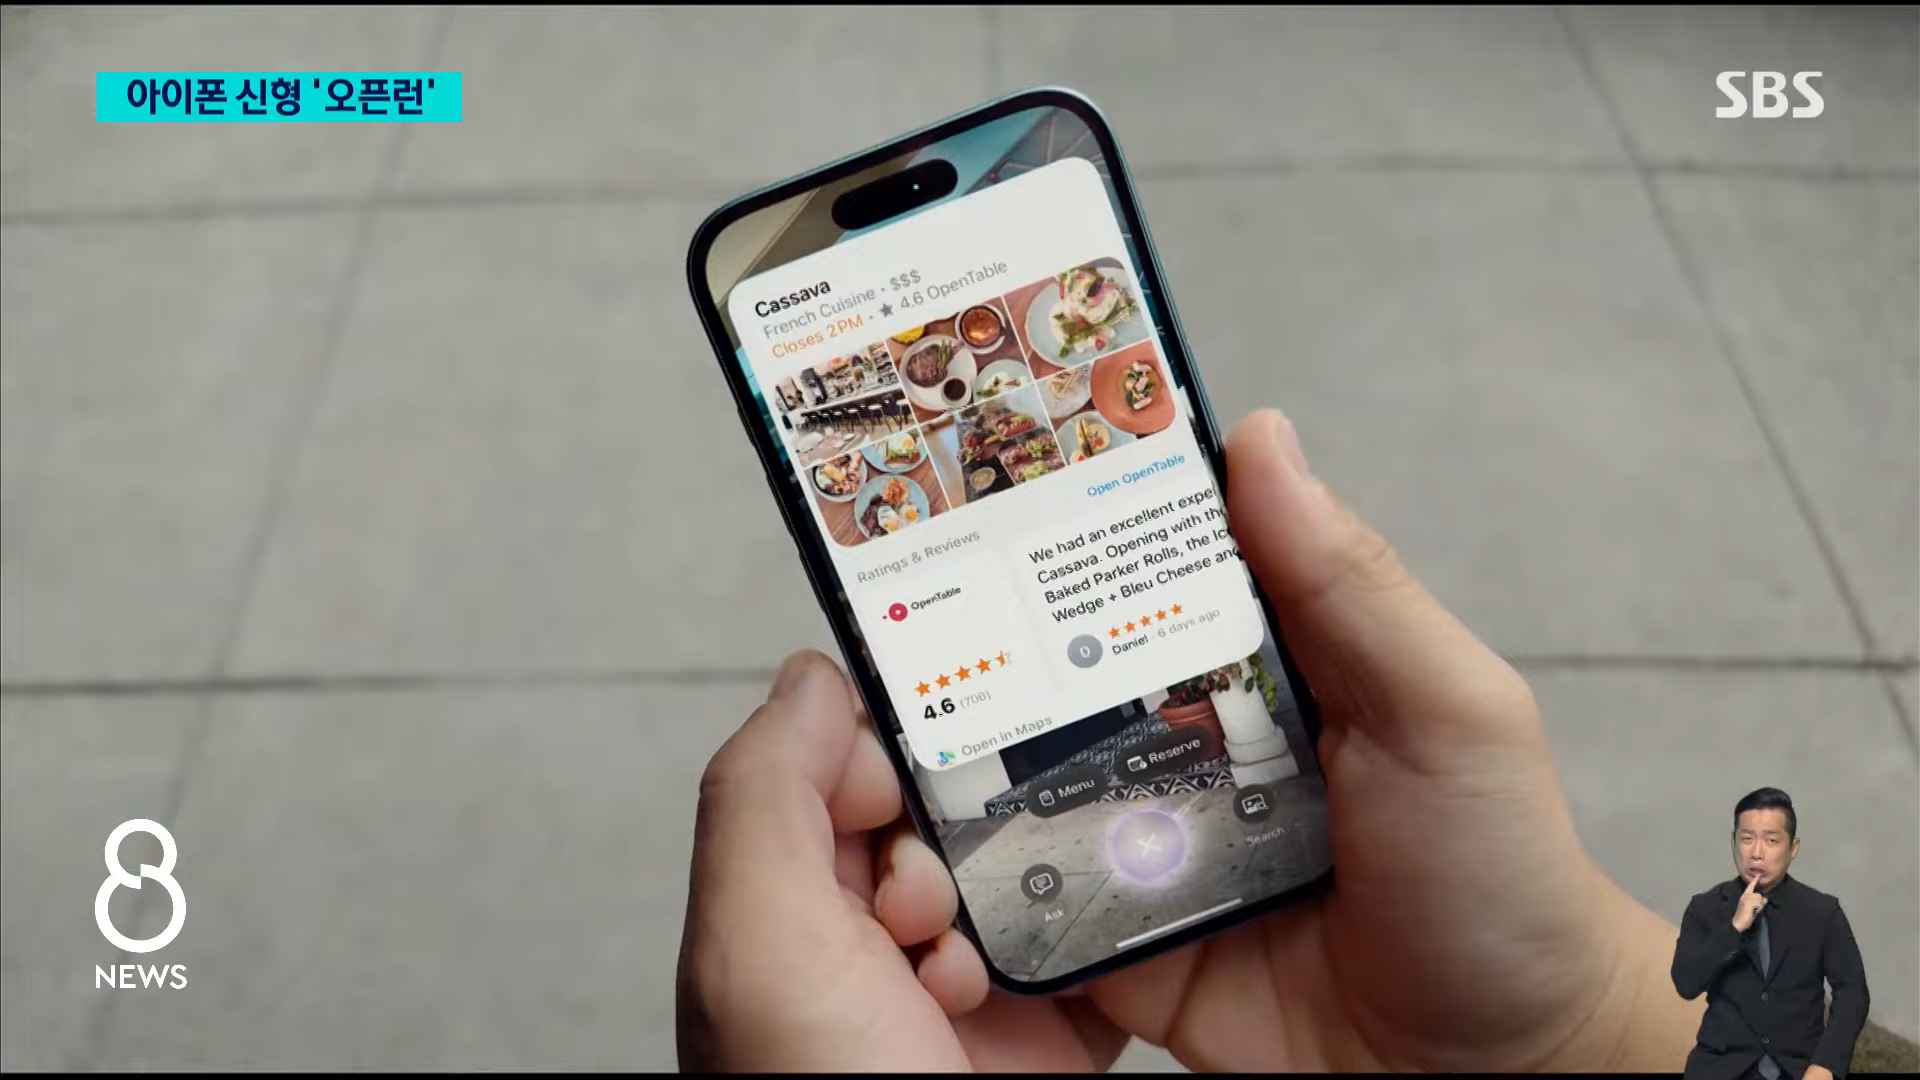 아이폰 신형 '오픈런'
SBS
Cassava
French Cuisine · $$$
Closes 2PM · ★ 4.6 OpenTable
Open OpenTable
Ratings & Reviews
OpenTable
4.6 (706)
We had an excellent expe
Cassava. Opening with th
Baked Parker Rolls, the Ic
Wedge + Bleu Cheese and
D
Daniel · 6 days ago
Open in Maps
Menu
Reserve
Ask
Search
8
NEWS